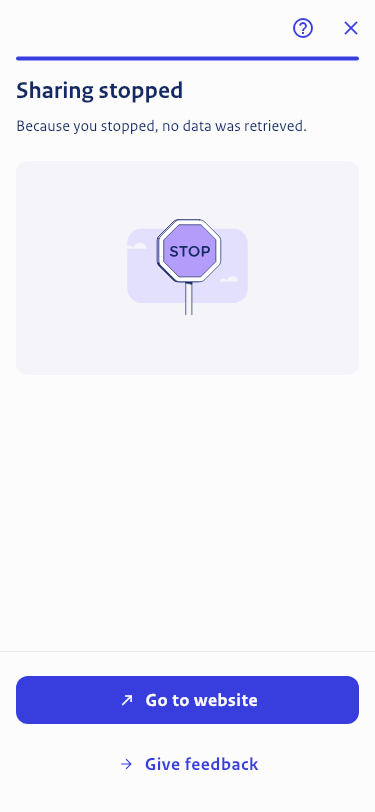 Sharing stopped
Because you stopped, no data was retrieved.
STOP
Go to website
Give feedback